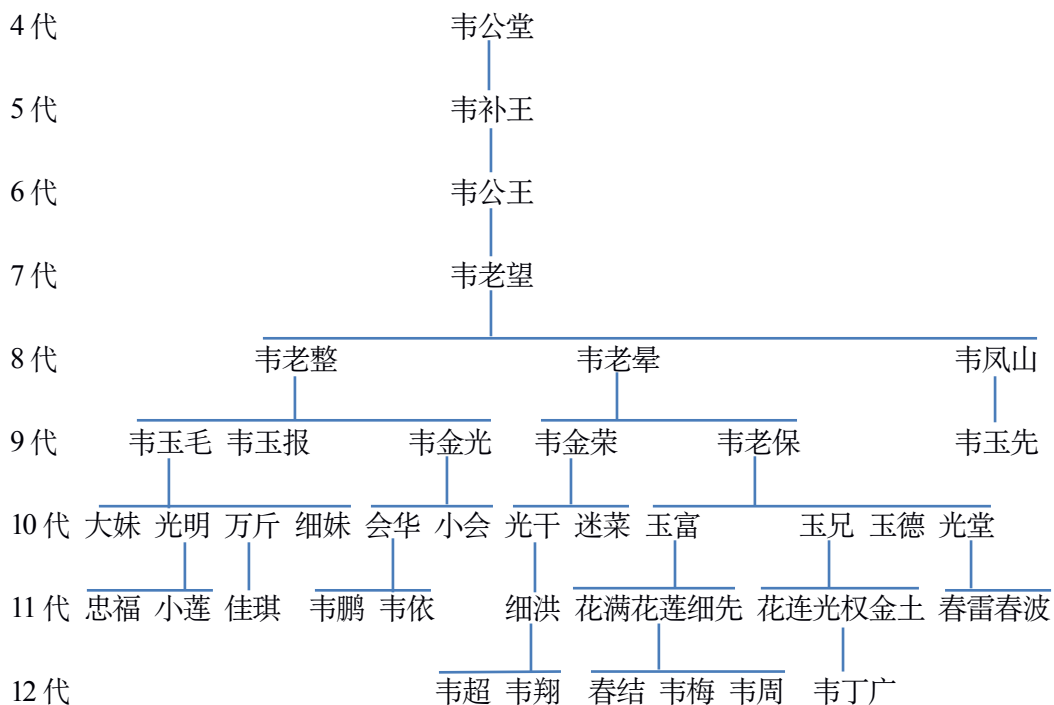 4代 韦公堂
5代 韦补王
6代 韦公王
7代 韦老望
8代 韦老整 韦老晕 韦凤山
9代 韦玉毛 韦玉报 韦金光 韦金荣 韦老保 韦玉先
10代 大妹 光明 万斤 细妹 会华 小会 光干 迷菜 玉富 玉兄 玉德 光堂
11代 忠福 小莲 佳琪 韦鹏 韦依 细洪 花满花莲细先 花连光权金土 春雷春波
12代 韦超 韦翔 春结 韦梅 韦周 韦丁广